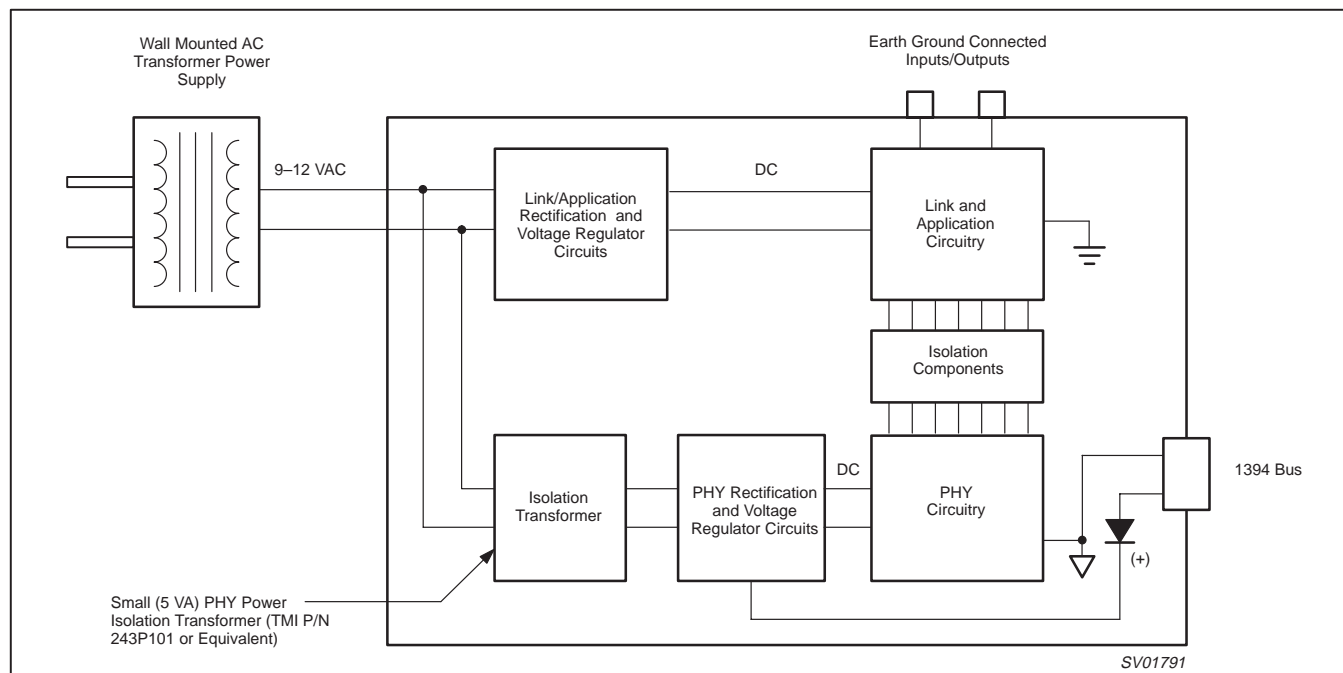 Wall Mounted AC
Transformer Power
Supply
Earth Ground Connected
Inputs/Outputs
9–12 VAC
DC
Link/Application
Rectification and
Voltage Regulator
Circuits
Link and
Application
Circuitry
Isolation
Components
Isolation
Transformer
PHY Rectification
and Voltage
Regulator Circuits
DC
PHY
Circuitry
1394 Bus
(+)
Small (5 VA) PHY Power
Isolation Transformer (TMI P/N
243P101 or Equivalent)
SV01791